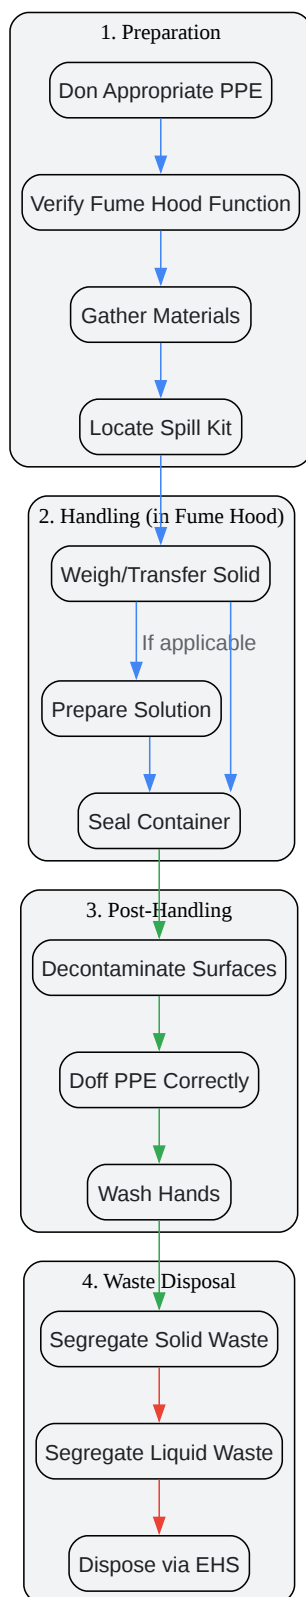 1. Preparation
Don Appropriate PPE
Verify Fume Hood Function
Gather Materials
Locate Spill Kit
2. Handling (in Fume Hood)
Weigh/Transfer Solid
If applicable
Prepare Solution
Seal Container
3. Post-Handling
Decontaminate Surfaces
Doff PPE Correctly
Wash Hands
4. Waste Disposal
Segregate Solid Waste
Segregate Liquid Waste
Dispose via EHS